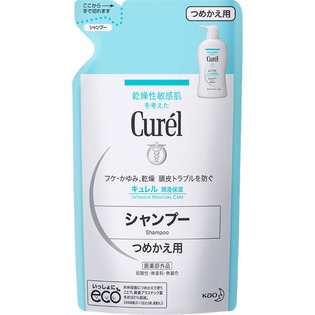 ここから
手で切れます
シャンプー
つめかえ用
乾燥性敏感肌
を考えた
Curél
フケ・かゆみ、乾燥 頭皮トラブルを防ぐ
キュレル 潤浸保湿
INTENSIVE MOISTURE CARE
シャンプー
Shampoo
つめかえ用
医薬部外品
弱酸性・無香料・無着色
いっしょにeco
Kao